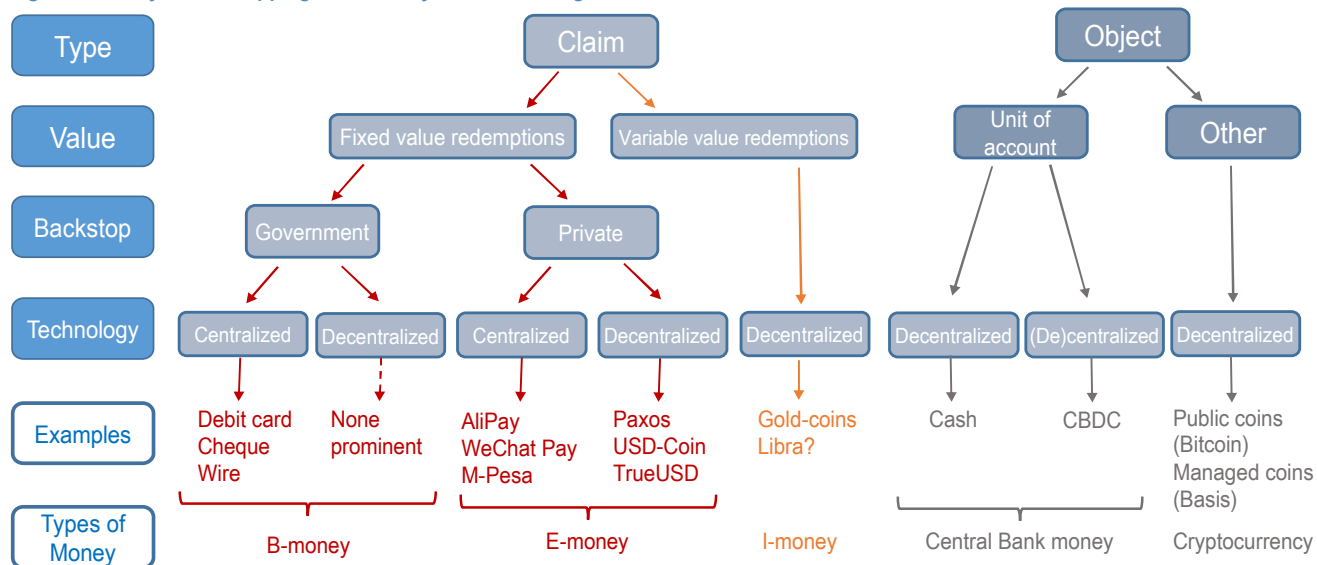 Type
Claim
Object
Value
Fixed value redemptions
Variable value redemptions
Unit of
account
Other
Backstop
Government
Private
Technology
Centralized
Decentralized
Centralized
Decentralized
Decentralized
Decentralized
(De)centralized
Decentralized
Examples
Debit card
Cheque
Wire
None
prominent
AliPay
WeChat Pay
M-Pesa
Paxos
USD-Coin
TrueUSD
Gold-coins
Libra?
Cash
CBDC
Public coins
(Bitcoin)
Managed coins
(Basis)
Types of
Money
B-money
E-money
I-money
Central Bank money
Cryptocurrency